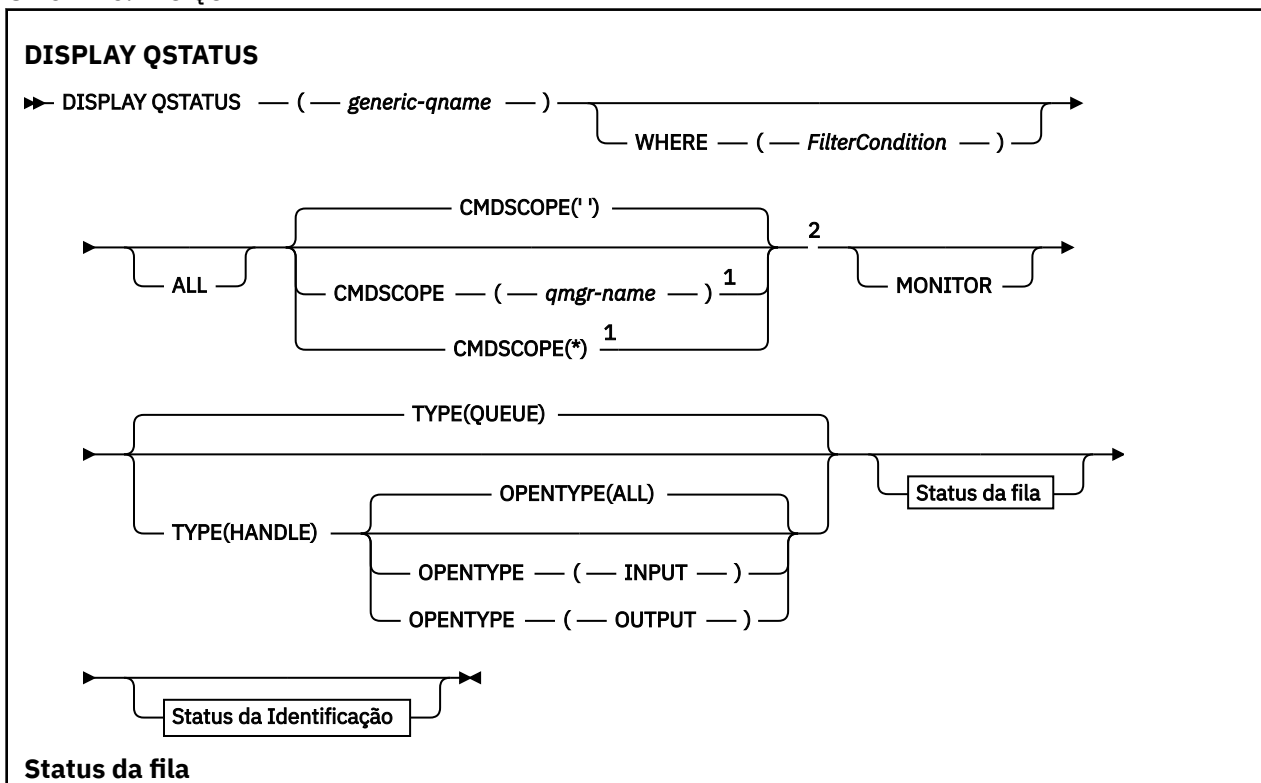 DISPLAY QSTATUS
DISPLAY QSTATUS ( generic-qname )
WHERE ( FilterCondition )
ALL
CMDSCOPE(' ')
CMDSCOPE ( qmgr-name ) 1
CMDSCOPE(*) 1
2
MONITOR
TYPE(QUEUE)
TYPE(HANDLE)
OPENTYPE(ALL)
OPENTYPE ( INPUT )
OPENTYPE ( OUTPUT )
Status da fila
Status da Identificação
Status da fila